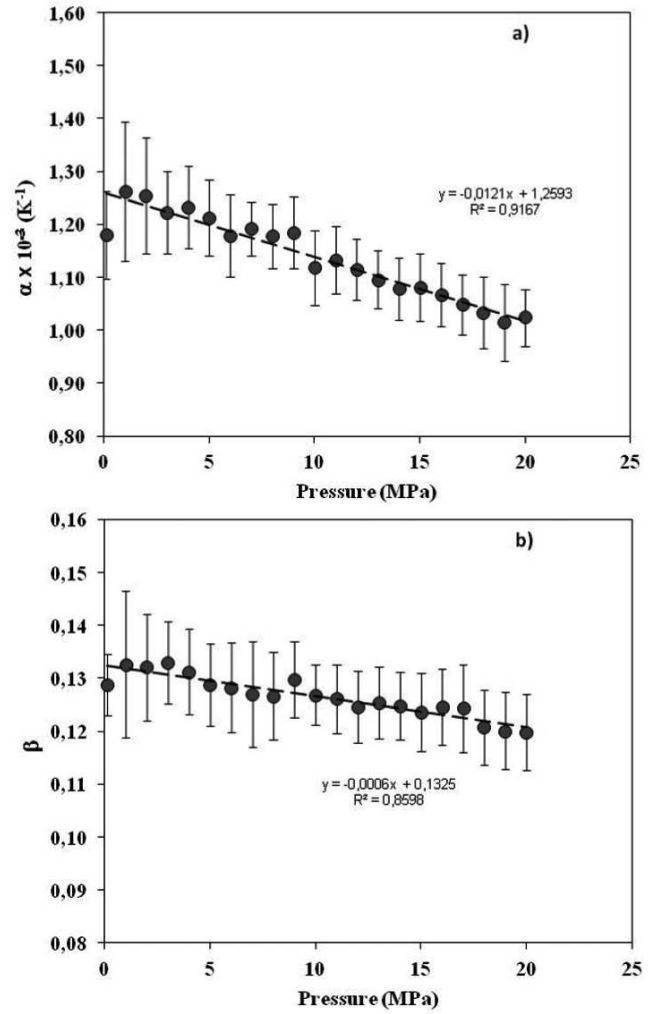 a)
1,60
1,50
1,40
1,30
1,20
1,10
1,00
0,90
0,80
α x 10⁻³ (K⁻¹)
y = -0,0121x + 1,2593
R² = 0,9167
0 5 10 15 20 25
Pressure (MPa)
b)
0,16
0,15
0,14
0,13
0,12
0,11
0,10
0,09
0,08
β
y = -0,0006x + 0,1325
R² = 0,8598
0 5 10 15 20 25
Pressure (MPa)